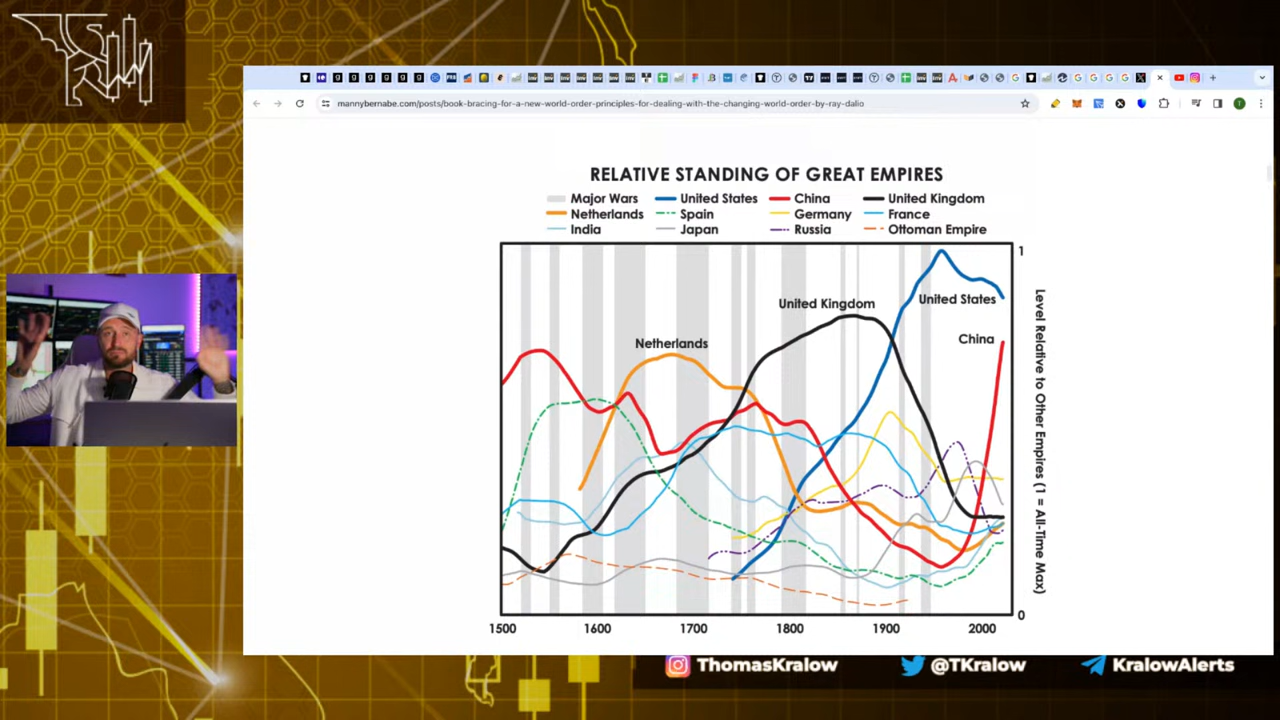 mannybernabe.com/posts/book-bracing-for-a-new-world-order-principles-for-dealing-with-the-changing-world-order-by-ray-dalio
RELATIVE STANDING OF GREAT EMPIRES
Major Wars United States China United Kingdom
Netherlands Spain Germany France
India Japan Russia Ottoman Empire
1
United Kingdom
United States
China
Netherlands
Level Relative to Other Empires (1 = All-Time Max)
0
1500 1600 1700 1800 1900 2000
ThomasKralow @TKralow KralowAlerts